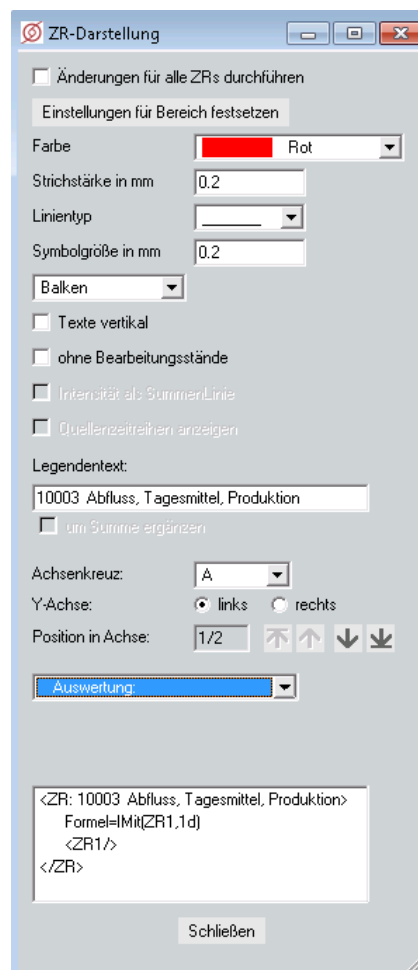 ZR-Darstellung
Änderungen für alle ZRs durchführen
Einstellungen für Bereich festsetzen
Farbe Rot
Strichstärke in mm 0.2
Linientyp
Symbolgröße in mm 0.2
Balken
Texte vertikal
ohne Bearbeitungsstände
Intensität als SummenLinie
Quellenzeitreihen anzeigen
Legendentext:
10003 Abfluss, Tagesmittel, Produktion
um Summe ergänzen
Achsenkreuz: A
Y-Achse: links rechts
Position in Achse: 1/2
Auswertung:
<ZR: 10003 Abfluss, Tagesmittel, Produktion>
Formel=IMit(ZR1,1d)
<ZR1/>
</ZR>
Schließen